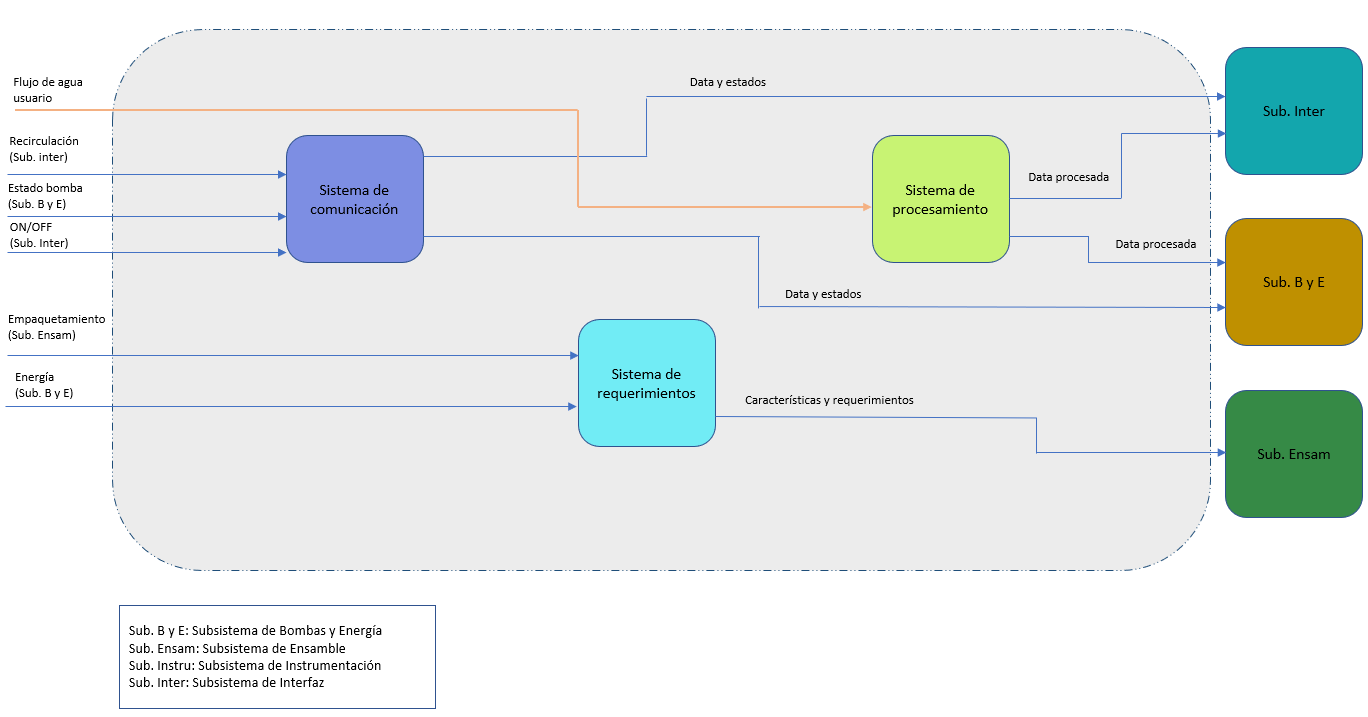 Flujo de agua
usuario
Data y estados
Sub. Inter
Recirculación
(Sub. inter)
Estado bomba
(Sub. B y E)
ON/OFF
(Sub. Inter)
Sistema de
comunicación
Sistema de
procesamiento
Data procesada
Data procesada
Sub. B y E
Data y estados
Empaquetamiento
(Sub. Ensam)
Energía
(Sub. B y E)
Sistema de
requerimientos
Características y requerimientos
Sub. Ensam
Sub. B y E: Subsistema de Bombas y Energía
Sub. Ensam: Subsistema de Ensamble
Sub. Instru: Subsistema de Instrumentación
Sub. Inter: Subsistema de Interfaz